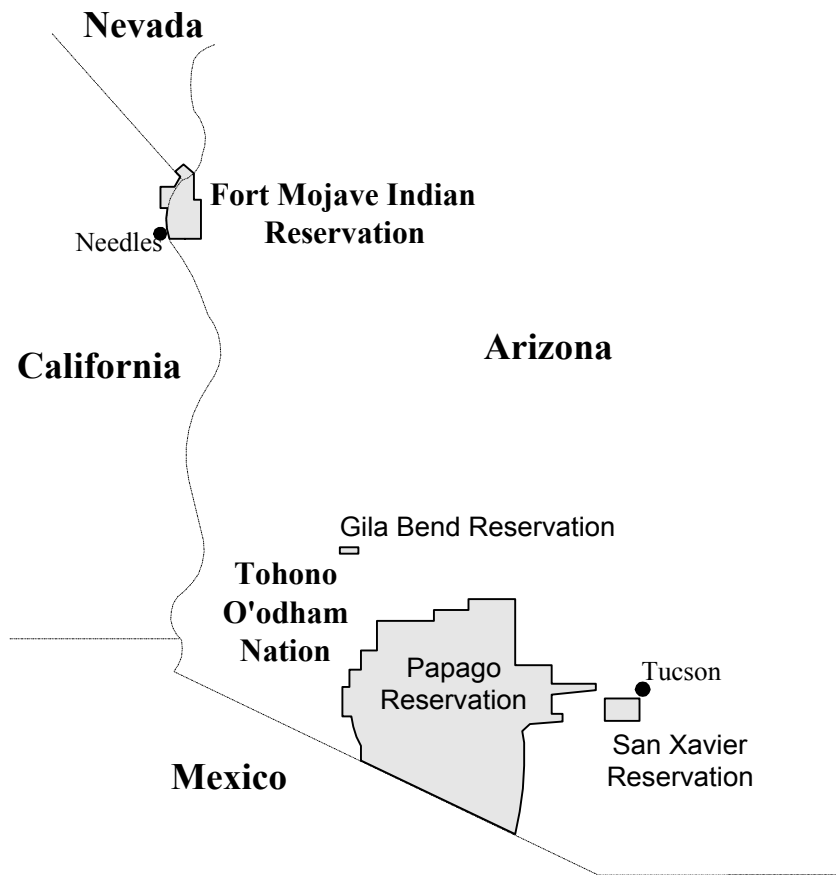 Nevada
Fort Mojave Indian
Reservation
Needles
California
Arizona
Gila Bend Reservation
Tohono
O'odham
Nation
Papago
Reservation
Tucson
San Xavier
Reservation
Mexico